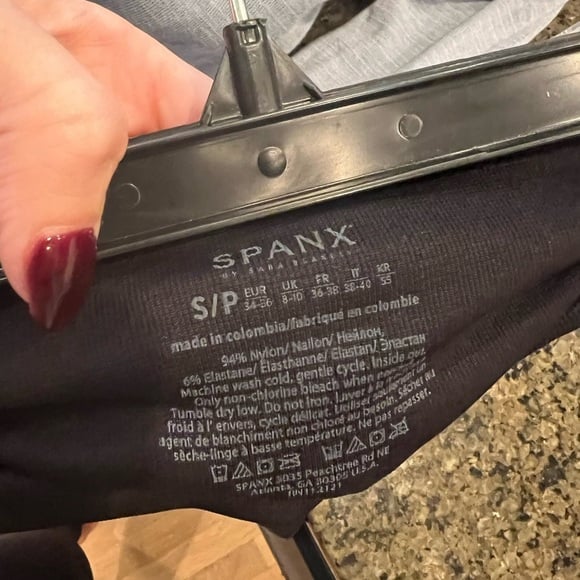 SPANX
BY SARA BLAKELY
S/P EUR 34-36 UK 8-10 FR 36-38 IT 38-40 KR 55
made in colombia/fabriqué en colombie
94% Nylon/ Nailon/ Нейлон,
6% Elastane/ Elasthanne/ Elastan/ Эластан
Machine wash cold, gentle cycle. Inside out.
Only non-chlorine bleach when
Tumble dry low. Do not iron. Laver à
froid à l' envers, cycle délicat. Utiliser
agent de blanchiment non chloré au besoin. Sécher au
sèche-linge à basse température. Ne pas repasser.
SPANX 3035 Peachtree Rd NE
Atlanta, GA 30305 U.S.A.